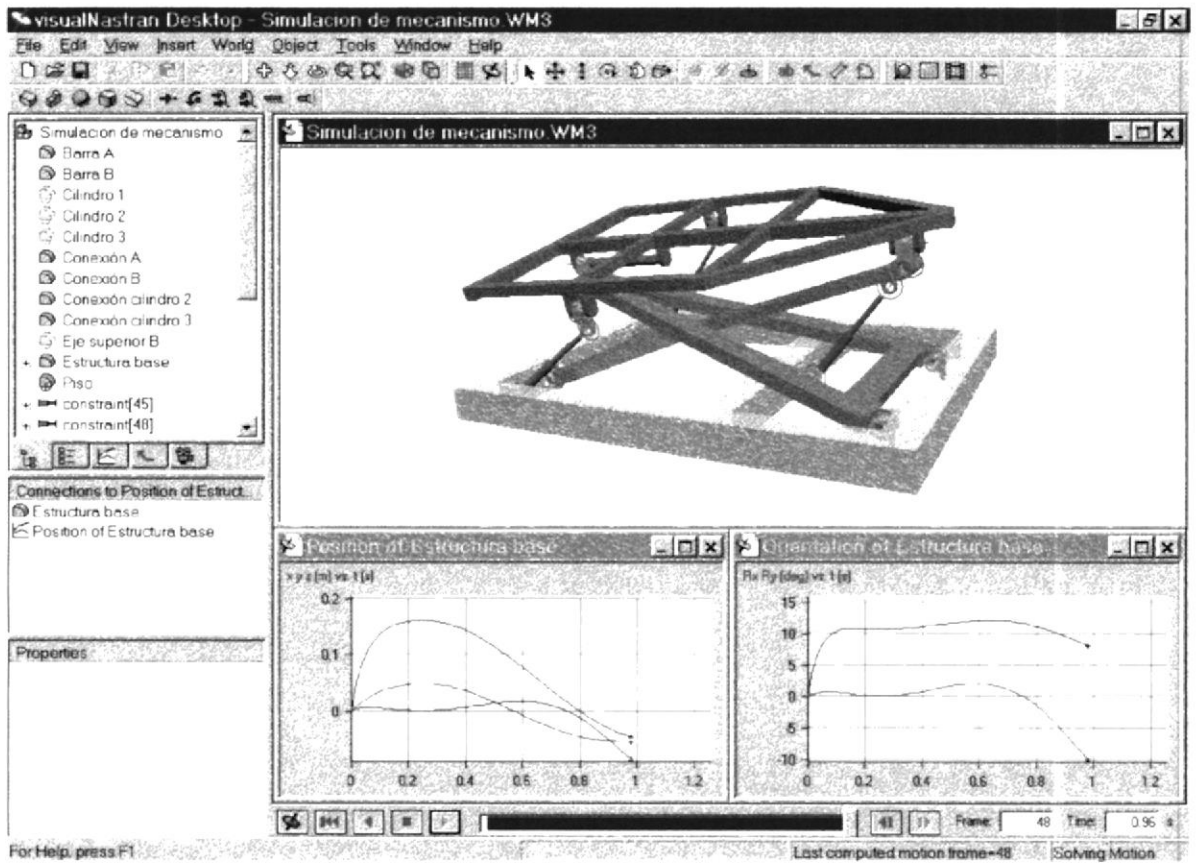 visualNastran Desktop - Simulacion de mecanismo.WM3
File Edit View Insert World Object Tools Window Help
Simulacion de mecanismo
Barra A
Barra B
Cilindro 1
Cilindro 2
Cilindro 3
Conexión A
Conexión B
Conexión cilindro 2
Conexión cilindro 3
Eje superior B
Estructura base
Piso
constraint[45]
constraint[48]
Simulacion de mecanismo.WM3
Connections to Position of Estruct...
Estructura base
Position of Estructura base
Properties
Position of Estructura base
x y z [m] vs. t [s]
0.2
0.1
0
0 0.2 0.4 0.6 0.8 1 1.2
Orientation of Estructura base
Rx Ry [deg] vs. t [s]
15
10
5
0
-5
-10
0 0.2 0.4 0.6 0.8 1 1.2
Frame: 48 Time: 0.96 s
For Help, press F1
Last computed motion frame=48
Solving Motion